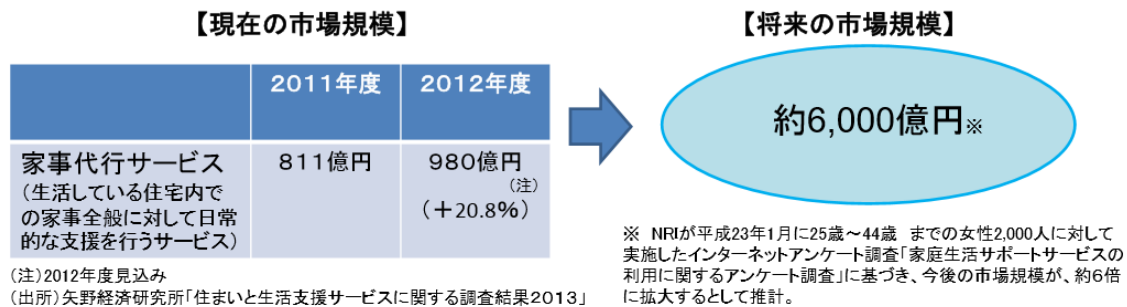 【現在の市場規模】
【将来の市場規模】
2011年度
2012年度
家事代行サービス
(生活している住宅内で
の家事全般に対して日常
的な支援を行うサービス)
811億円
980億円
(注)
(+20.8%)
約6,000億円※
(注)2012年度見込み
(出所)矢野経済研究所「住まいと生活支援サービスに関する調査結果2013」
※ NRIが平成23年1月に25歳~44歳 までの女性2,000人に対して
実施したインターネットアンケート調査「家庭生活サポートサービスの
利用に関するアンケート調査」に基づき、今後の市場規模が、約6倍
に拡大するとして推計。